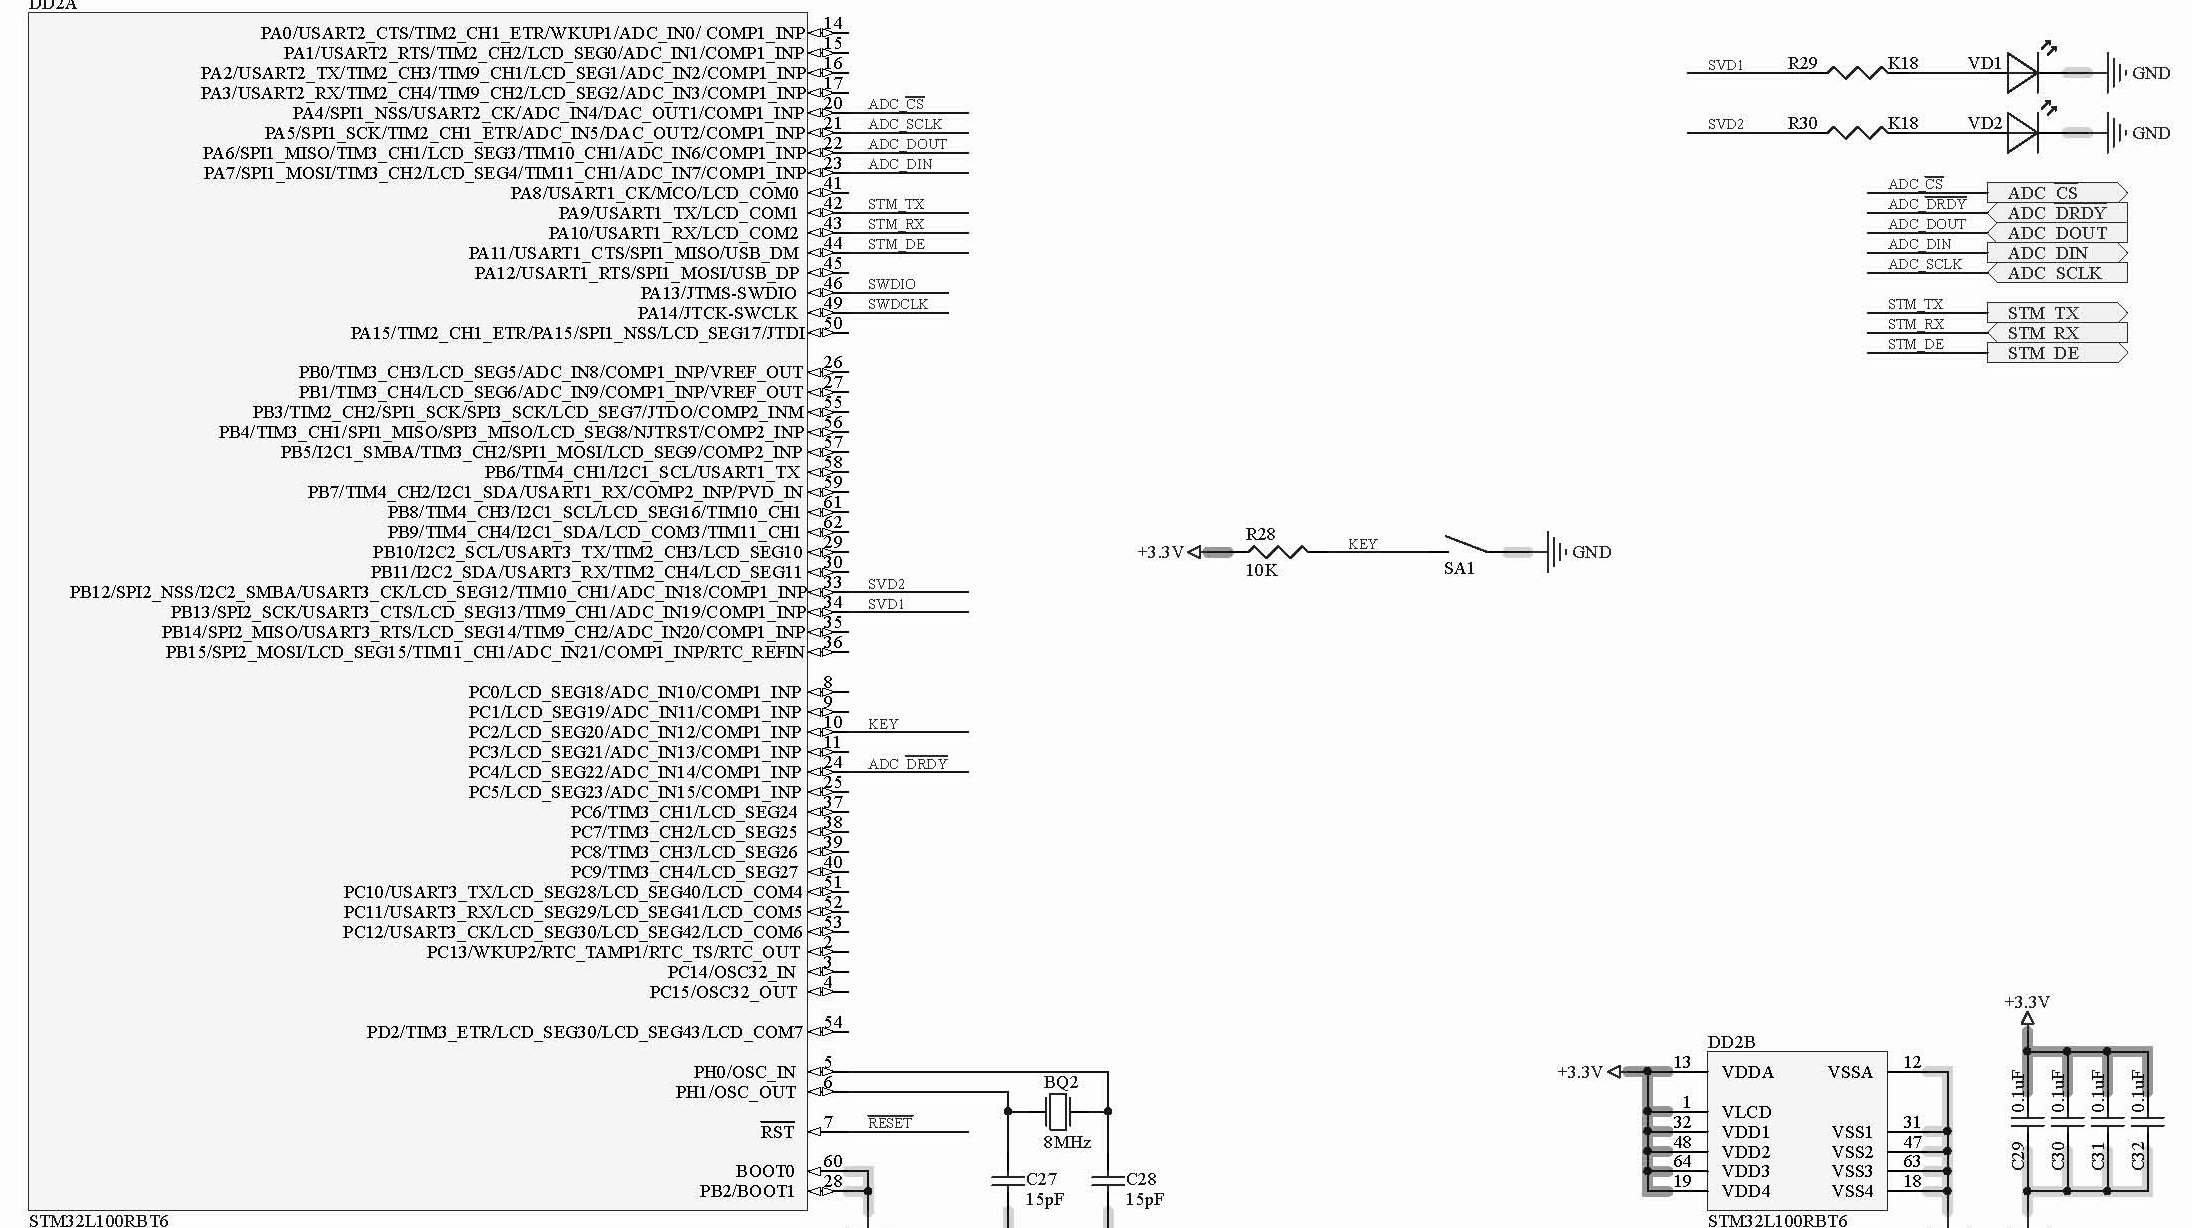 DD2A
PA0/USART2_CTS/TIM2_CH1_ETR/WKUP1/ADC_IN0/ COMP1_INP 14
PA1/USART2_RTS/TIM2_CH2/LCD_SEG0/ADC_IN1/COMP1_INP 15
PA2/USART2_TX/TIM2_CH3/TIM9_CH1/LCD_SEG1/ADC_IN2/COMP1_INP 16
PA3/USART2_RX/TIM2_CH4/TIM9_CH2/LCD_SEG2/ADC_IN3/COMP1_INP 17
PA4/SPI1_NSS/USART2_CK/ADC_IN4/DAC_OUT1/COMP1_INP 20 ADC_CS
PA5/SPI1_SCK/TIM2_CH1_ETR/ADC_IN5/DAC_OUT2/COMP1_INP 21 ADC_SCLK
PA6/SPI1_MISO/TIM3_CH1/LCD_SEG3/TIM10_CH1/ADC_IN6/COMP1_INP 22 ADC_DOUT
PA7/SPI1_MOSI/TIM3_CH2/LCD_SEG4/TIM11_CH1/ADC_IN7/COMP1_INP 23 ADC_DIN
PA8/USART1_CK/MCO/LCD_COM0 41
PA9/USART1_TX/LCD_COM1 42 STM_TX
PA10/USART1_RX/LCD_COM2 43 STM_RX
PA11/USART1_CTS/SPI1_MISO/USB_DM 44 STM_DE
PA12/USART1_RTS/SPI1_MOSI/USB_DP 45
PA13/JTMS-SWDIO 46 SWDIO
PA14/JTCK-SWCLK 49 SWDCLK
PA15/TIM2_CH1_ETR/PA15/SPI1_NSS/LCD_SEG17/JTDI 50
PB0/TIM3_CH3/LCD_SEG5/ADC_IN8/COMP1_INP/VREF_OUT 26
PB1/TIM3_CH4/LCD_SEG6/ADC_IN9/COMP1_INP/VREF_OUT 27
PB3/TIM2_CH2/SPI1_SCK/SPI3_SCK/LCD_SEG7/JTDO/COMP2_INM 55
PB4/TIM3_CH1/SPI1_MISO/SPI3_MISO/LCD_SEG8/NJTRST/COMP2_INP 56
PB5/I2C1_SMBA/TIM3_CH2/SPI1_MOSI/LCD_SEG9/COMP2_INP 57
PB6/TIM4_CH1/I2C1_SCL/USART1_TX 58
PB7/TIM4_CH2/I2C1_SDA/USART1_RX/COMP2_INP/PVD_IN 59
PB8/TIM4_CH3/I2C1_SCL/LCD_SEG16/TIM10_CH1 61
PB9/TIM4_CH4/I2C1_SDA/LCD_COM3/TIM11_CH1 62
PB10/I2C2_SCL/USART3_TX/TIM2_CH3/LCD_SEG10 29
PB11/I2C2_SDA/USART3_RX/TIM2_CH4/LCD_SEG11 30
PB12/SPI2_NSS/I2C2_SMBA/USART3_CK/LCD_SEG12/TIM10_CH1/ADC_IN18/COMP1_INP 33 SVD2
PB13/SPI2_SCK/USART3_CTS/LCD_SEG13/TIM9_CH1/ADC_IN19/COMP1_INP 34 SVD1
PB14/SPI2_MISO/USART3_RTS/LCD_SEG14/TIM9_CH2/ADC_IN20/COMP1_INP 35
PB15/SPI2_MOSI/LCD_SEG15/TIM11_CH1/ADC_IN21/COMP1_INP/RTC_REFIN 36
PC0/LCD_SEG18/ADC_IN10/COMP1_INP 8
PC1/LCD_SEG19/ADC_IN11/COMP1_INP 9
PC2/LCD_SEG20/ADC_IN12/COMP1_INP 10 KEY
PC3/LCD_SEG21/ADC_IN13/COMP1_INP 11
PC4/LCD_SEG22/ADC_IN14/COMP1_INP 24 ADC_DRDY
PC5/LCD_SEG23/ADC_IN15/COMP1_INP 25
PC6/TIM3_CH1/LCD_SEG24 37
PC7/TIM3_CH2/LCD_SEG25 38
PC8/TIM3_CH3/LCD_SEG26 39
PC9/TIM3_CH4/LCD_SEG27 40
PC10/USART3_TX/LCD_SEG28/LCD_SEG40/LCD_COM4 51
PC11/USART3_RX/LCD_SEG29/LCD_SEG41/LCD_COM5 52
PC12/USART3_CK/LCD_SEG30/LCD_SEG42/LCD_COM6 53
PC13/WKUP2/RTC_TAMP1/RTC_TS/RTC_OUT 2
PC14/OSC32_IN 3
PC15/OSC32_OUT 4
PD2/TIM3_ETR/LCD_SEG30/LCD_SEG43/LCD_COM7 54
PH0/OSC_IN 5
PH1/OSC_OUT 6
RST 7 RESET
BOOT0 60
PB2/BOOT1 28
STM32L100RBT6
BQ2
8MHz
C27
15pF
C28
15pF
+3.3V R28 KEY GND
10K SA1
SVD1 R29 K18 VD1 GND
SVD2 R30 K18 VD2 GND
ADC_CS ADC_CS
ADC_DRDY ADC_DRDY
ADC_DOUT ADC_DOUT
ADC_DIN ADC_DIN
ADC_SCLK ADC_SCLK
STM_TX STM_TX
STM_RX STM_RX
STM_DE STM_DE
DD2B
+3.3V 13 VDDA VSSA 12
1 VLCD
32 VDD1 VSS1 31
48 VDD2 VSS2 47
64 VDD3 VSS3 63
19 VDD4 VSS4 18
STM32L100RBT6
+3.3V
C29 0.1uF
C30 0.1uF
C31 0.1uF
C32 0.1uF